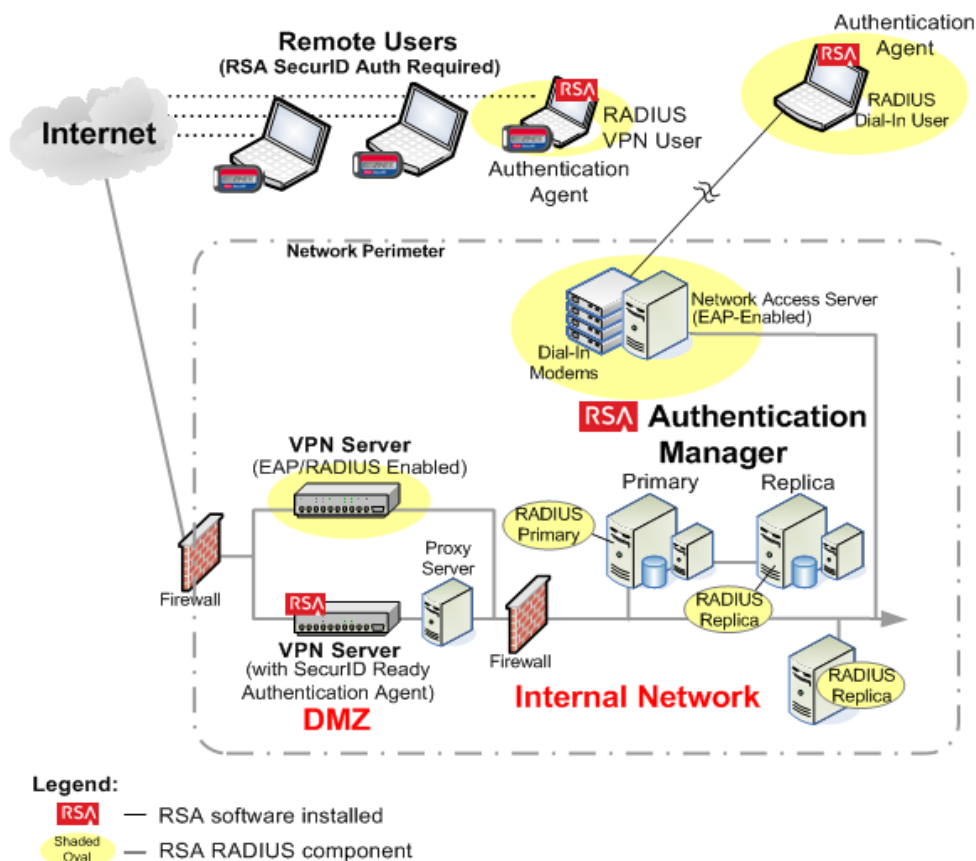 Authentication
Agent
RSA
RADIUS
Dial-In User
Remote Users
(RSA SecurID Auth Required)
Internet
RSA
RADIUS
VPN User
Authentication
Agent
Network Perimeter
Network Access Server
(EAP-Enabled)
Dial-In
Modems
RSA Authentication
Manager
VPN Server
(EAP/RADIUS Enabled)
Primary
Replica
RADIUS
Primary
Proxy
Server
Firewall
RSA
VPN Server
(with SecurID Ready
Authentication Agent)
DMZ
Firewall
RADIUS
Replica
Internal Network
RADIUS
Replica
Legend:
RSA — RSA software installed
Shaded
Oval
— RSA RADIUS component